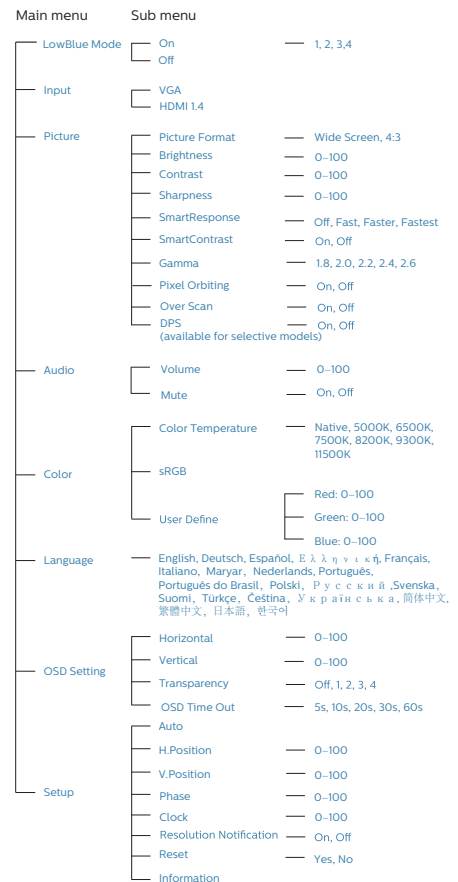 Main menu Sub menu
LowBlue Mode On 1, 2, 3,4
Off
Input VGA
HDMI 1.4
Picture Picture Format Wide Screen, 4:3
Brightness 0-100
Contrast 0-100
Sharpness 0-100
SmartResponse Off, Fast, Faster, Fastest
SmartContrast On, Off
Gamma 1.8, 2.0, 2.2, 2.4, 2.6
Pixel Orbiting On, Off
Over Scan On, Off
DPS On, Off
(available for selective models)
Audio Volume 0-100
Mute On, Off
Color Temperature Native, 5000K, 6500K,
7500K, 8200K, 9300K,
11500K
Color sRGB
Red: 0-100
User Define Green: 0-100
Blue: 0-100
Language English, Deutsch, Español, Ελληνική, Français,
Italiano, Maryar, Nederlands, Português,
Português do Brasil, Polski, Русский ,Svenska,
Suomi, Türkçe, Čeština, Українська, 简体中文,
繁體中文, 日本語, 한국어
Horizontal 0-100
Vertical 0-100
OSD Setting Transparency Off, 1, 2, 3, 4
OSD Time Out 5s, 10s, 20s, 30s, 60s
Auto
H.Position 0-100
V.Position 0-100
Setup Phase 0-100
Clock 0-100
Resolution Notification On, Off
Reset Yes, No
Information